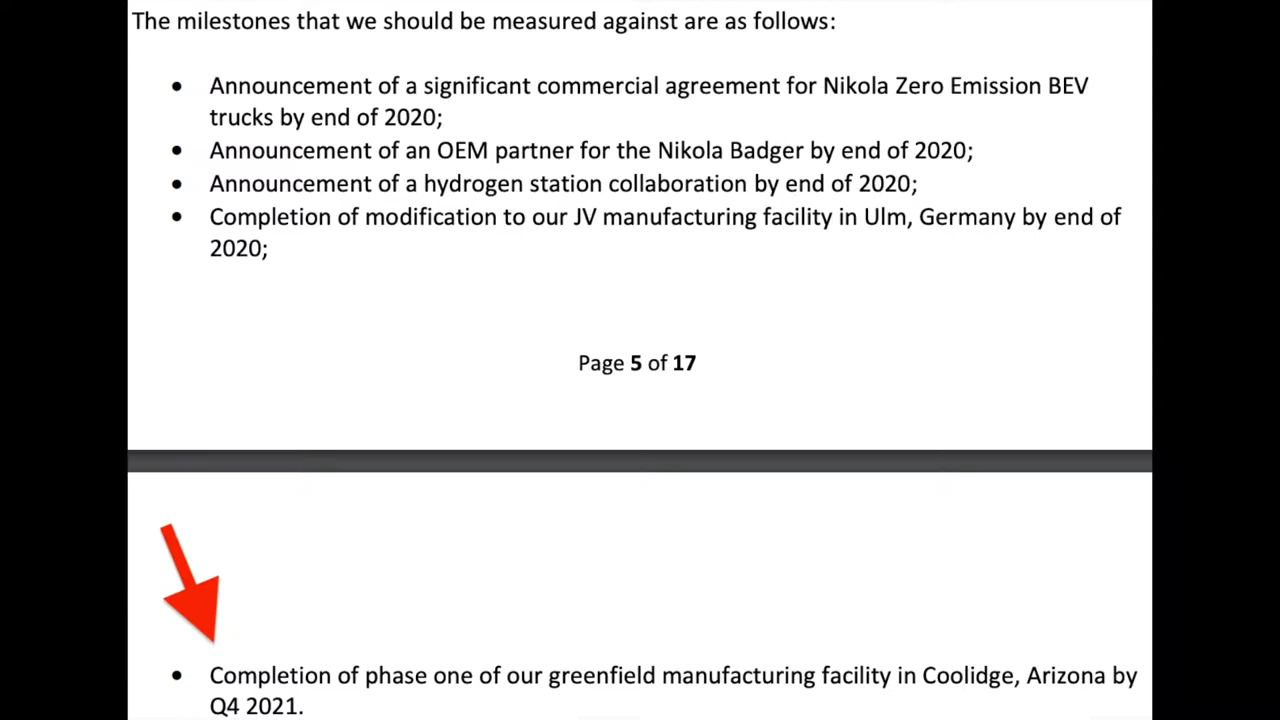 The milestones that we should be measured against are as follows:
• Announcement of a significant commercial agreement for Nikola Zero Emission BEV
trucks by end of 2020;
• Announcement of an OEM partner for the Nikola Badger by end of 2020;
• Announcement of a hydrogen station collaboration by end of 2020;
• Completion of modification to our JV manufacturing facility in Ulm, Germany by end of
2020;
Page 5 of 17
• Completion of phase one of our greenfield manufacturing facility in Coolidge, Arizona by
Q4 2021.